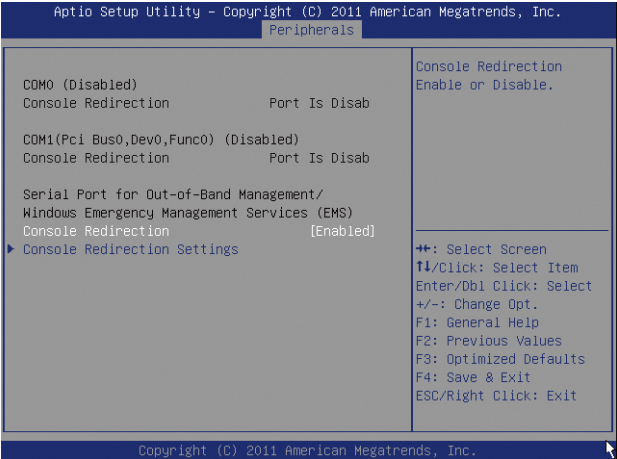 Aptio Setup Utility – Copyright (C) 2011 American Megatrends, Inc.
Peripherals
COM0 (Disabled)
Console Redirection Port Is Disab
COM1(Pci Bus0,Dev0,Func0) (Disabled)
Console Redirection Port Is Disab
Serial Port for Out-of-Band Management/
Windows Emergency Management Services (EMS)
Console Redirection [Enabled]
Console Redirection Settings
Console Redirection
Enable or Disable.
→←: Select Screen
↑↓/Click: Select Item
Enter/Dbl Click: Select
+/-: Change Opt.
F1: General Help
F2: Previous Values
F3: Optimized Defaults
F4: Save & Exit
ESC/Right Click: Exit
Copyright (C) 2011 American Megatrends, Inc.